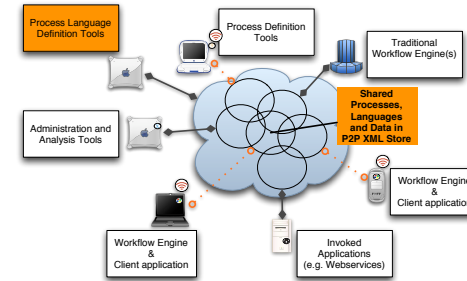 Process Language
Definition Tools
Process Definition
Tools
Traditional
Workflow Engine(s)
Shared
Processes,
Languages
and Data in
P2P XML Store
Administration and
Analysis Tools
Workflow Engine
&
Client application
Workflow Engine
&
Client application
Invoked
Applications
(e.g. Webservices)